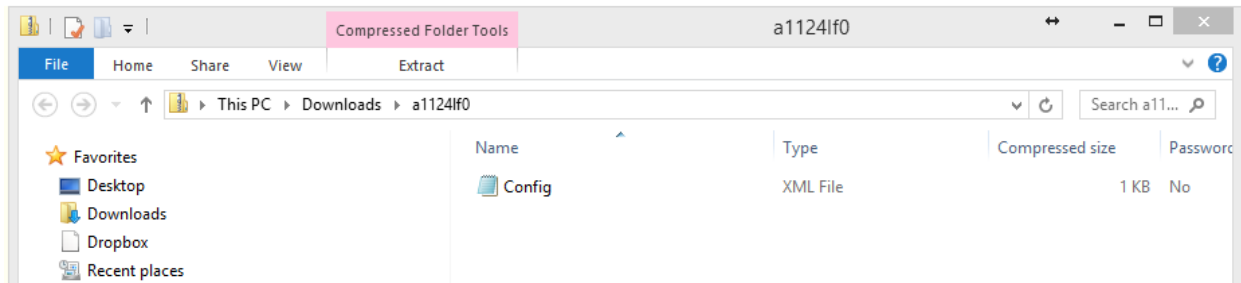 Compressed Folder Tools a1124lf0
File Home Share View Extract
This PC Downloads a1124lf0 Search a11...
Favorites Name Type Compressed size Password
Desktop Config XML File 1 KB No
Downloads
Dropbox
Recent places